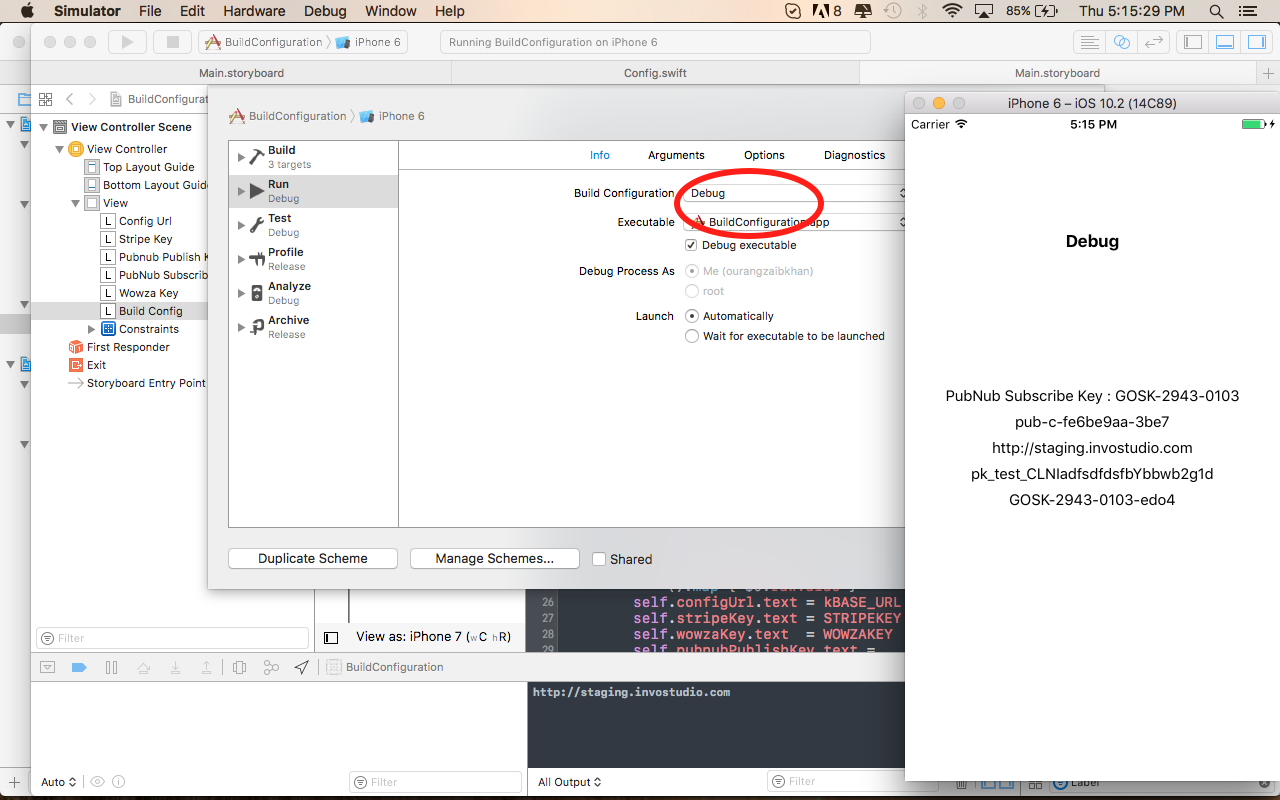 Simulator File Edit Hardware Debug Window Help 8 85% Thu 5:15:29 PM
BuildConfiguration iPhone 6 Running BuildConfiguration on iPhone 6
Main.storyboard Config.swift Main.storyboard
BuildConfigurat
View Controller Scene
View Controller
Top Layout Guide
Bottom Layout Guid
View
L Config Url
L Stripe Key
L Pubnub Publish K
L PubNub Subscrib
L Wowza Key
L Build Config
Constraints
First Responder
Exit
Storyboard Entry Point
Filter
BuildConfiguration iPhone 6
Build
3 targets
Run
Debug
Test
Debug
Profile
Release
Analyze
Debug
Archive
Release
Info Arguments Options Diagnostics
Build Configuration Debug
Executable BuildConfiguration.app
Debug executable
Debug Process As Me (ourangzaibkhan)
root
Launch Automatically
Wait for executable to be launched
Duplicate Scheme Manage Schemes... Shared
iPhone 6 – iOS 10.2 (14C89)
Carrier 5:15 PM
Debug
PubNub Subscribe Key : GOSK-2943-0103
pub-c-fe6be9aa-3be7
http://staging.invostudio.com
pk_test_CLNIadfsdfdsfbYbbwb2g1d
GOSK-2943-0103-edo4
View as: iPhone 7 (wC hR)
26 self.configUrl.text = kBASE_URL
27 self.stripeKey.text = STRIPEKEY
28 self.wowzaKey.text = WOWZAKEY
29 self.pubnubPublishKey.text =
BuildConfiguration
http://staging.invostudio.com
Auto Filter All Output Filter Label